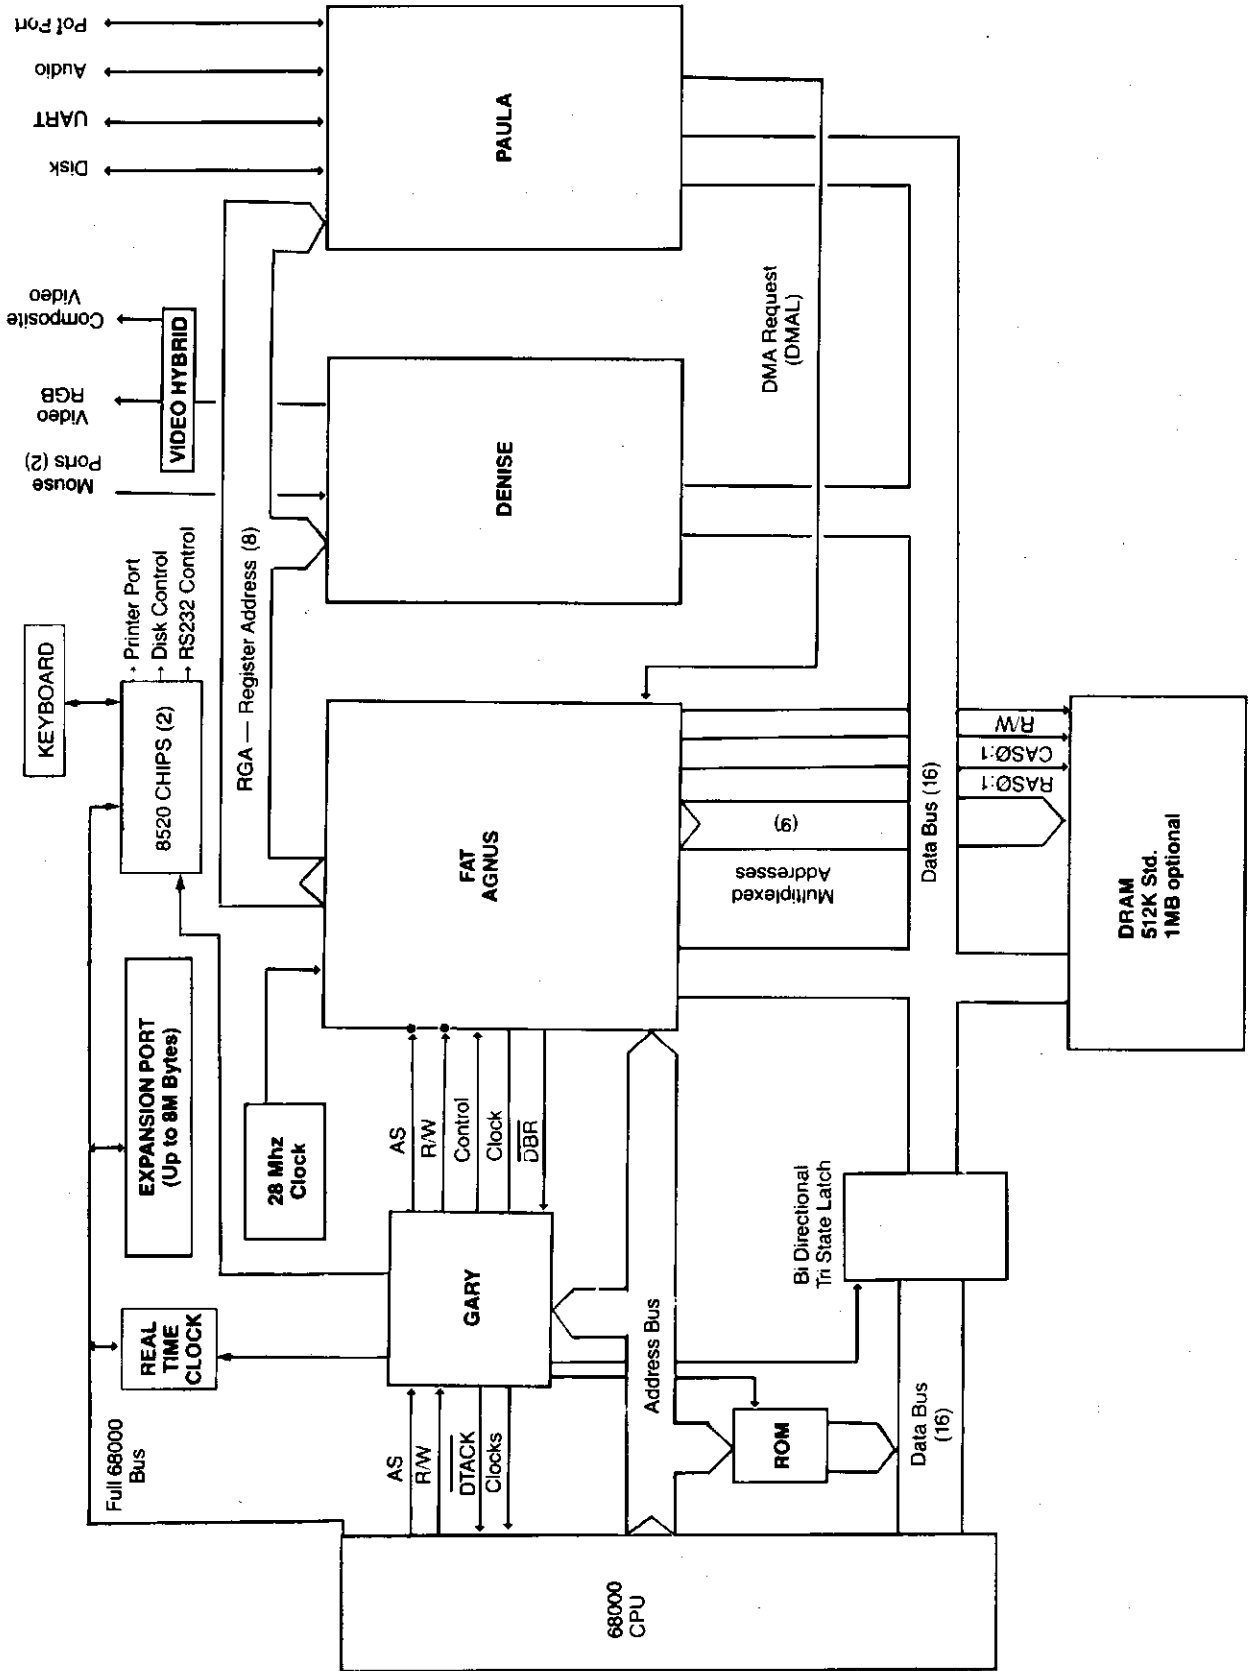 Full 68000
Bus
REAL
TIME
CLOCK
EXPANSION PORT
(Up to 8M Bytes)
KEYBOARD
8520 CHIPS (2)
Printer Port
Disk Control
RS232 Control
Mouse
Ports (2)
Video
RGB
Composite
Video
VIDEO HYBRID
Disk
UART
Audio
Pot Port
28 Mhz
Clock
RGA — Register Address (8)
68000
CPU
AS
R/W
DTACK
Clocks
GARY
AS
R/W
Control
Clock
DBR
FAT
AGNUS
DENISE
PAULA
Address Bus
ROM
Data Bus
(16)
Bi Directional
Tri State Latch
Multiplexed
Addresses
(9)
DMA Request
(DMAL)
Data Bus (16)
RASØ:1
CASØ:1
R/W
DRAM
512K Std.
1MB optional